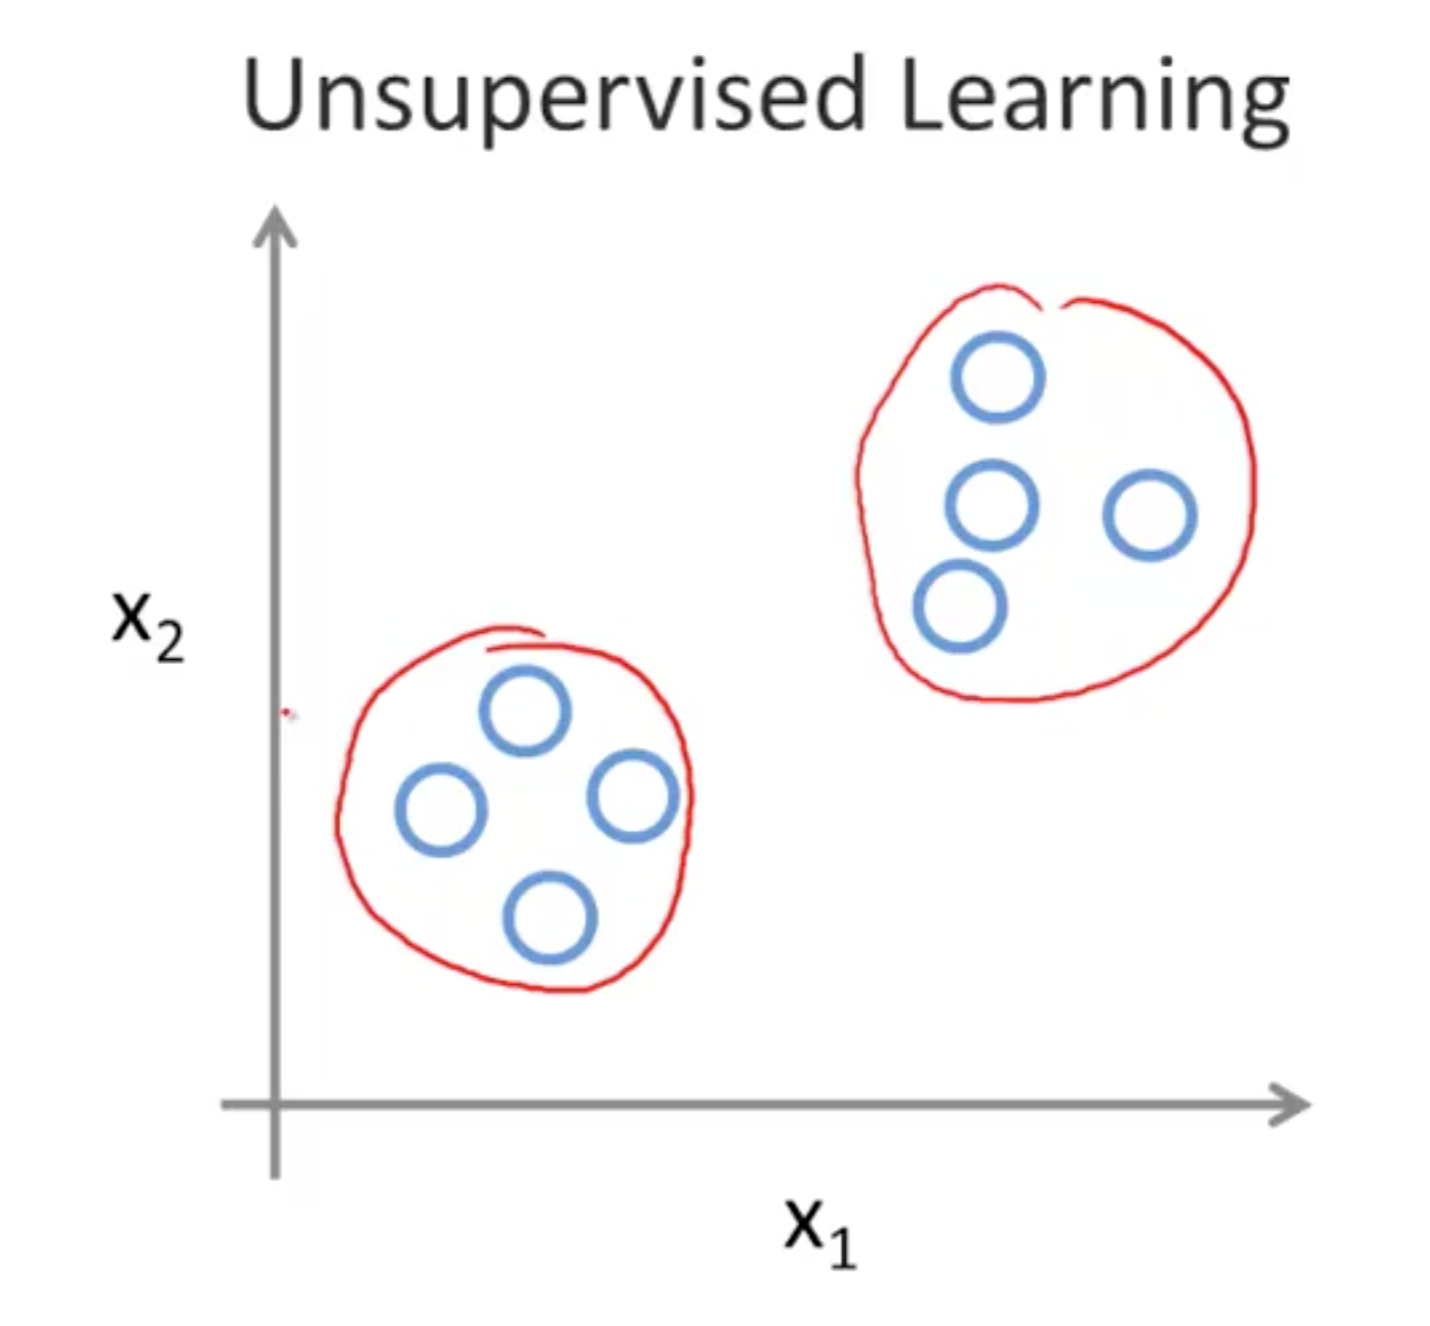 Unsupervised Learning
x₂
x₁